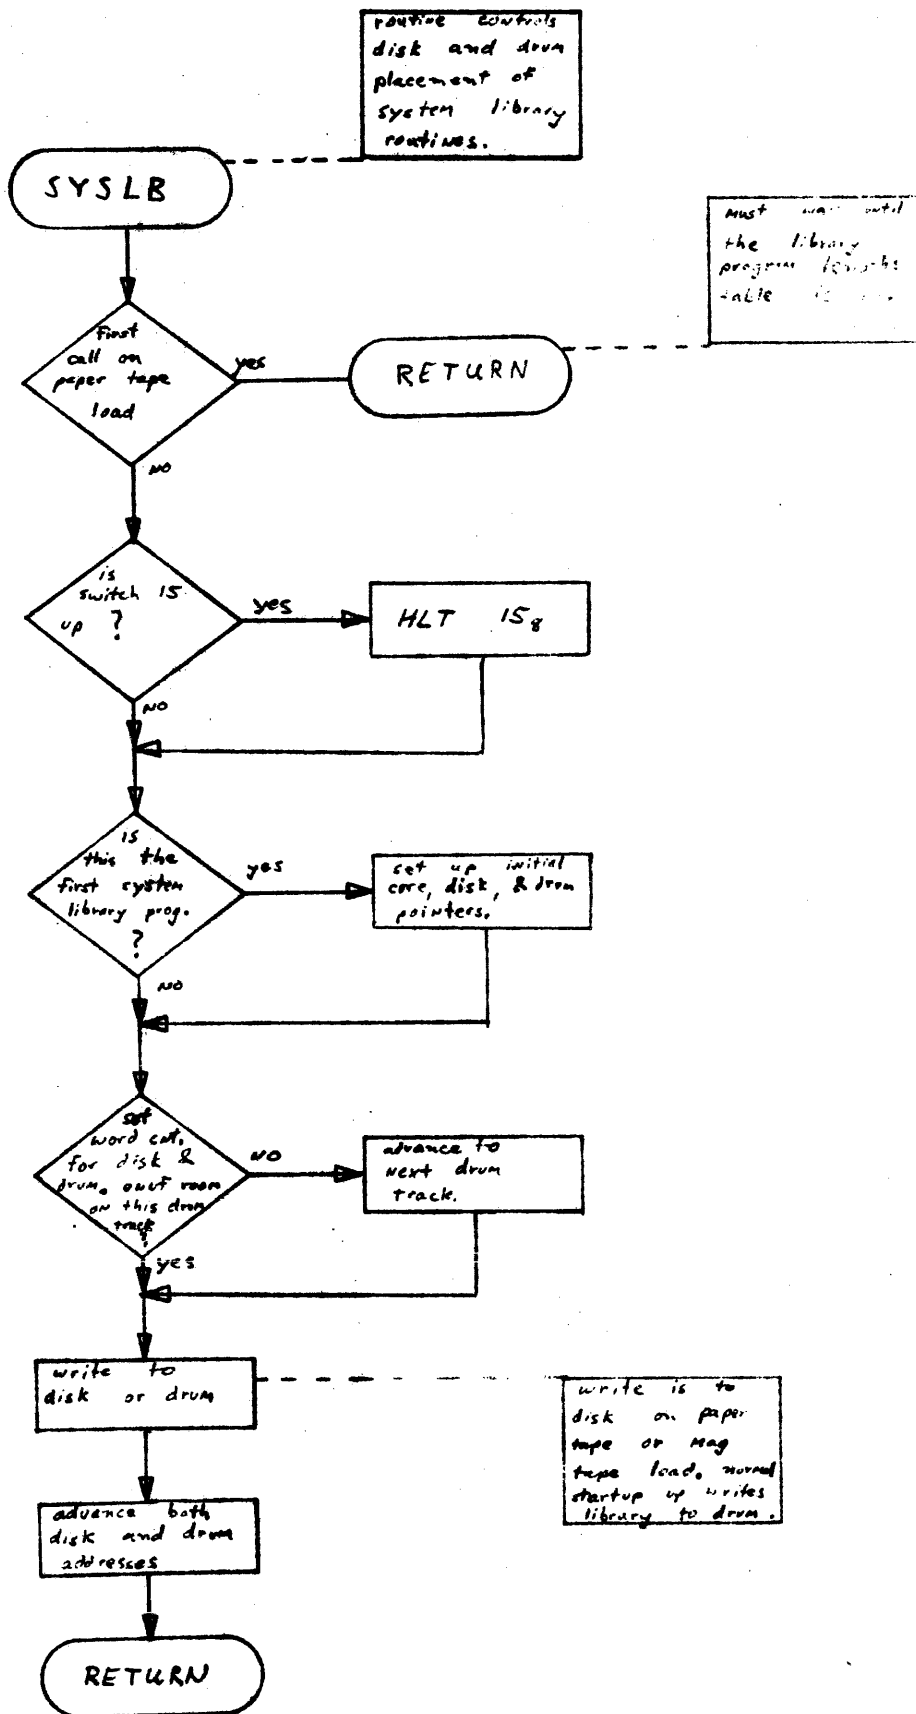 routine controls
disk and drum
placement of
system library
routines.
SYSLB
Must until
the library
program lengths
table is
First
call on
paper tape
load
yes
RETURN
NO
is
switch 15
up ?
yes
HLT 15₈
NO
is
this the
first system
library prog.
?
yes
set up initial
core, disk, & drum
pointers.
NO
set
word cnt.
for disk &
drum. room
on this drum
track
?
NO
advance to
next drum
track.
yes
write to
disk or drum
write is to
disk on paper
tape or mag
tape load. normal
startup up writes
library to drum.
advance both
disk and drum
addresses
RETURN